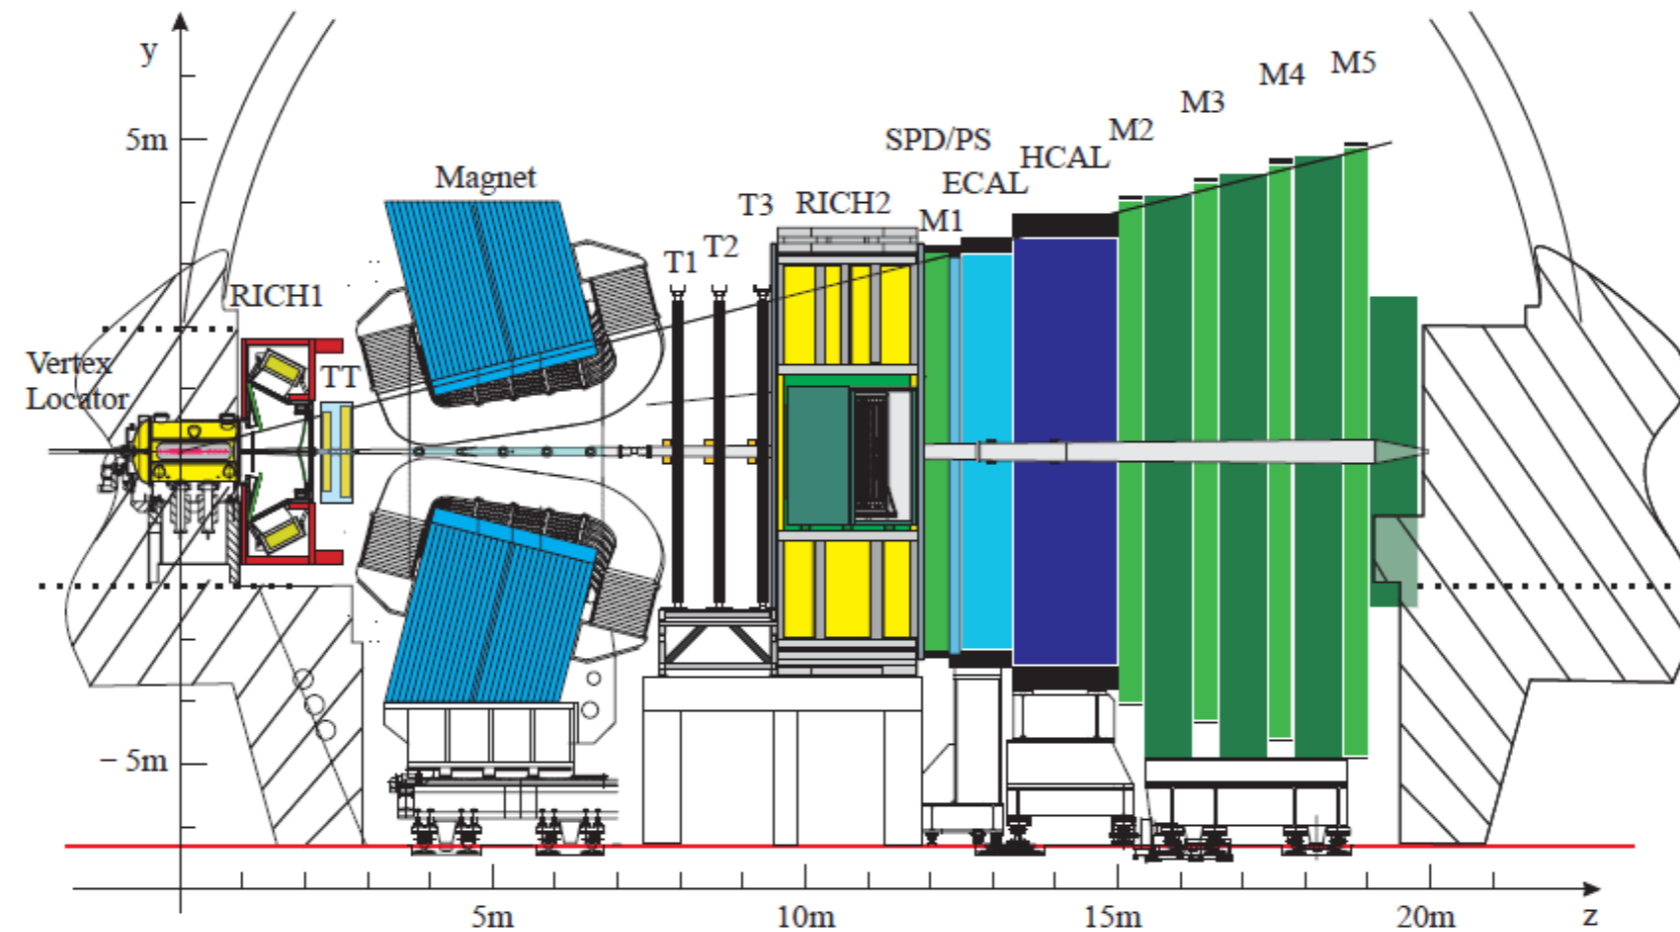 y
5m
− 5m
Vertex
Locator
RICH1
TT
Magnet
T1
T2
T3
RICH2
M1
SPD/PS
ECAL
HCAL
M2
M3
M4
M5
5m
10m
15m
20m
z